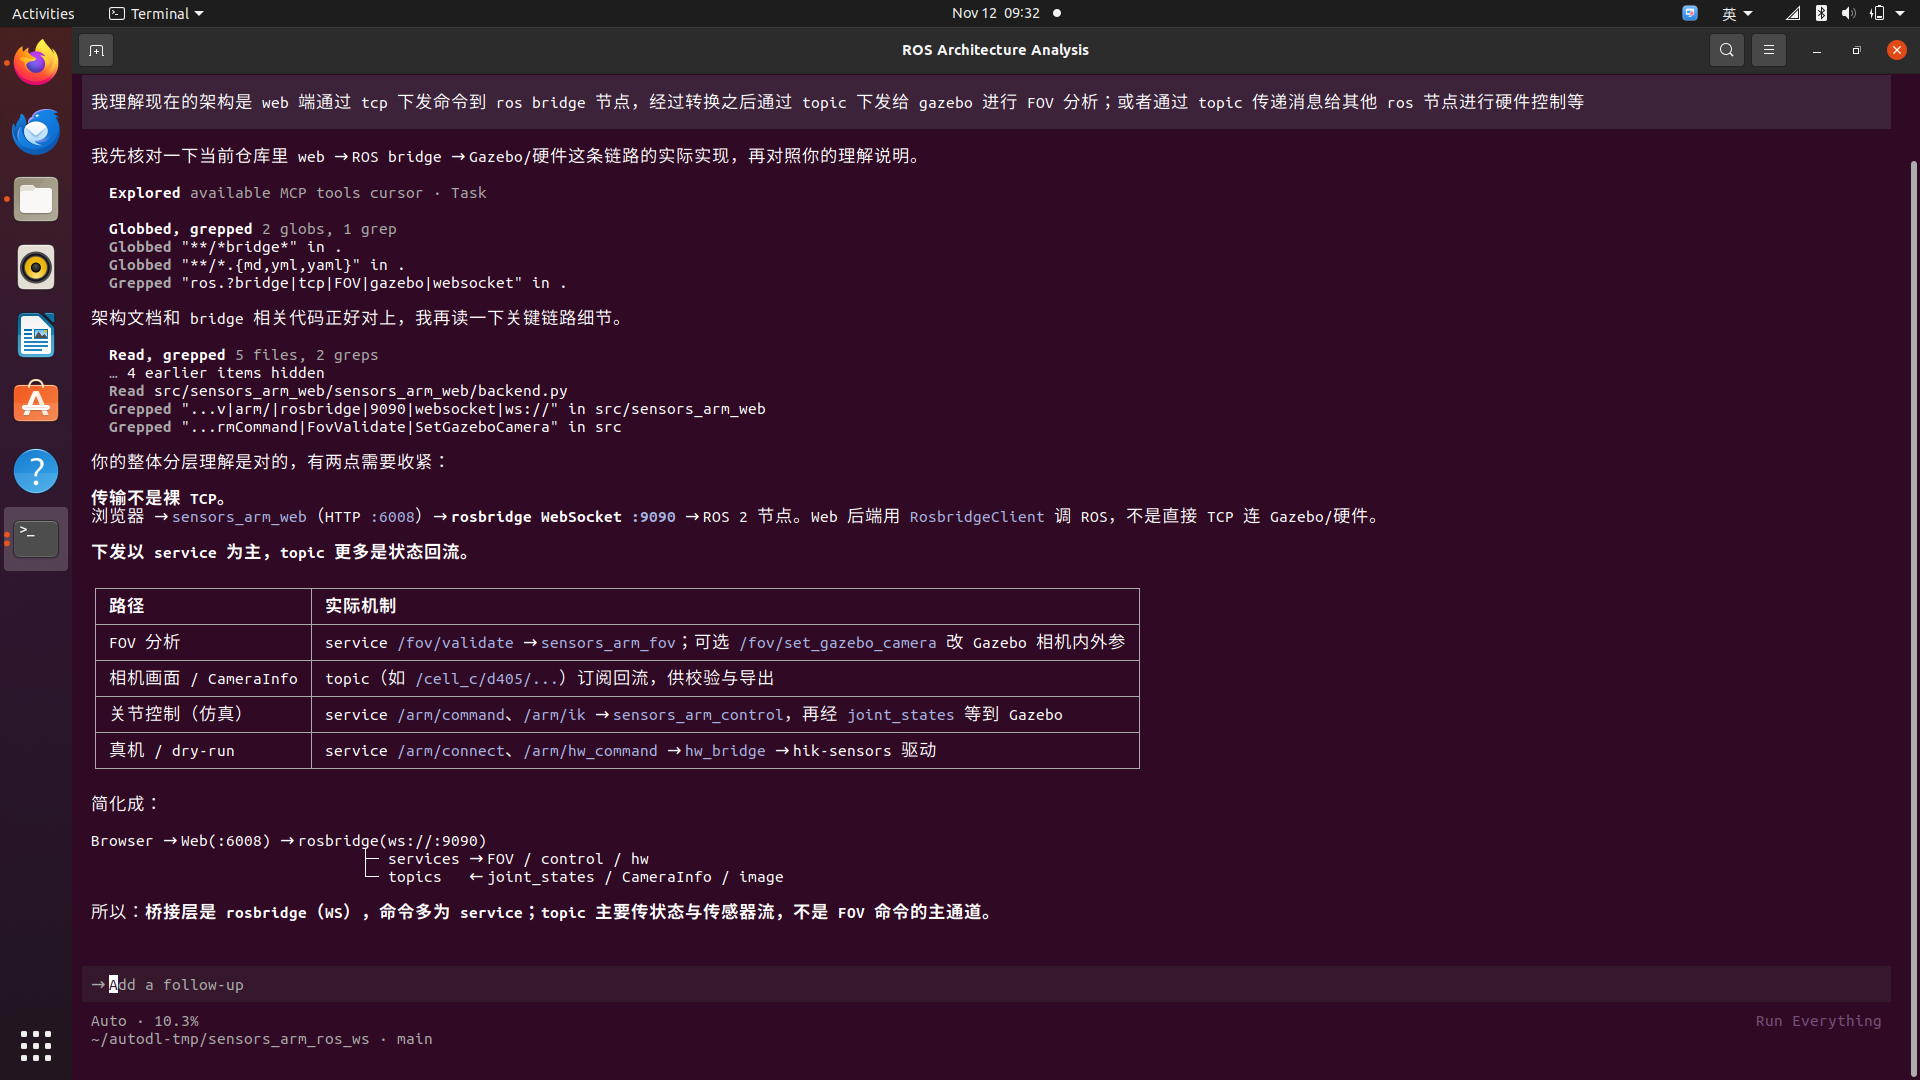 Activities
Terminal
Nov 12 09:32
英
ROS Architecture Analysis
我理解现在的架构是 web 端通过 tcp 下发命令到 ros bridge 节点，经过转换之后通过 topic 下发给 gazebo 进行 FOV 分析；或者通过 topic 传递消息给其他 ros 节点进行硬件控制等
我先核对一下当前仓库里 web →ROS bridge →Gazebo/硬件这条链路的实际实现，再对照你的理解说明。
Explored available MCP tools cursor · Task
Globbed, grepped 2 globs, 1 grep
Globbed "**/*bridge*" in .
Globbed "**/*.{md,yml,yaml}" in .
Grepped "ros.?bridge|tcp|FOV|gazebo|websocket" in .
架构文档和 bridge 相关代码正好对上，我再读一下关键链路细节。
Read, grepped 5 files, 2 greps
… 4 earlier items hidden
Read src/sensors_arm_web/sensors_arm_web/backend.py
Grepped "...v|arm/|rosbridge|9090|websocket|ws://" in src/sensors_arm_web
Grepped "...rmCommand|FovValidate|SetGazeboCamera" in src
你的整体分层理解是对的，有两点需要收紧：
传输不是裸 TCP。
浏览器 →sensors_arm_web（HTTP :6008）→rosbridge WebSocket :9090 →ROS 2 节点。Web 后端用 RosbridgeClient 调 ROS，不是直接 TCP 连 Gazebo/硬件。
下发以 service 为主，topic 更多是状态回流。
路径 实际机制
FOV 分析 service /fov/validate →sensors_arm_fov；可选 /fov/set_gazebo_camera 改 Gazebo 相机内外参
相机画面 / CameraInfo topic（如 /cell_c/d405/...）订阅回流，供校验与导出
关节控制（仿真） service /arm/command、/arm/ik →sensors_arm_control，再经 joint_states 等到 Gazebo
真机 / dry-run service /arm/connect、/arm/hw_command →hw_bridge →hik-sensors 驱动
简化成：
Browser →Web(:6008) →rosbridge(ws://:9090)
├─ services →FOV / control / hw
└─ topics ←joint_states / CameraInfo / image
所以：桥接层是 rosbridge（WS），命令多为 service；topic 主要传状态与传感器流，不是 FOV 命令的主通道。
→Add a follow-up
Auto · 10.3%
Run Everything
~/autodl-tmp/sensors_arm_ros_ws · main